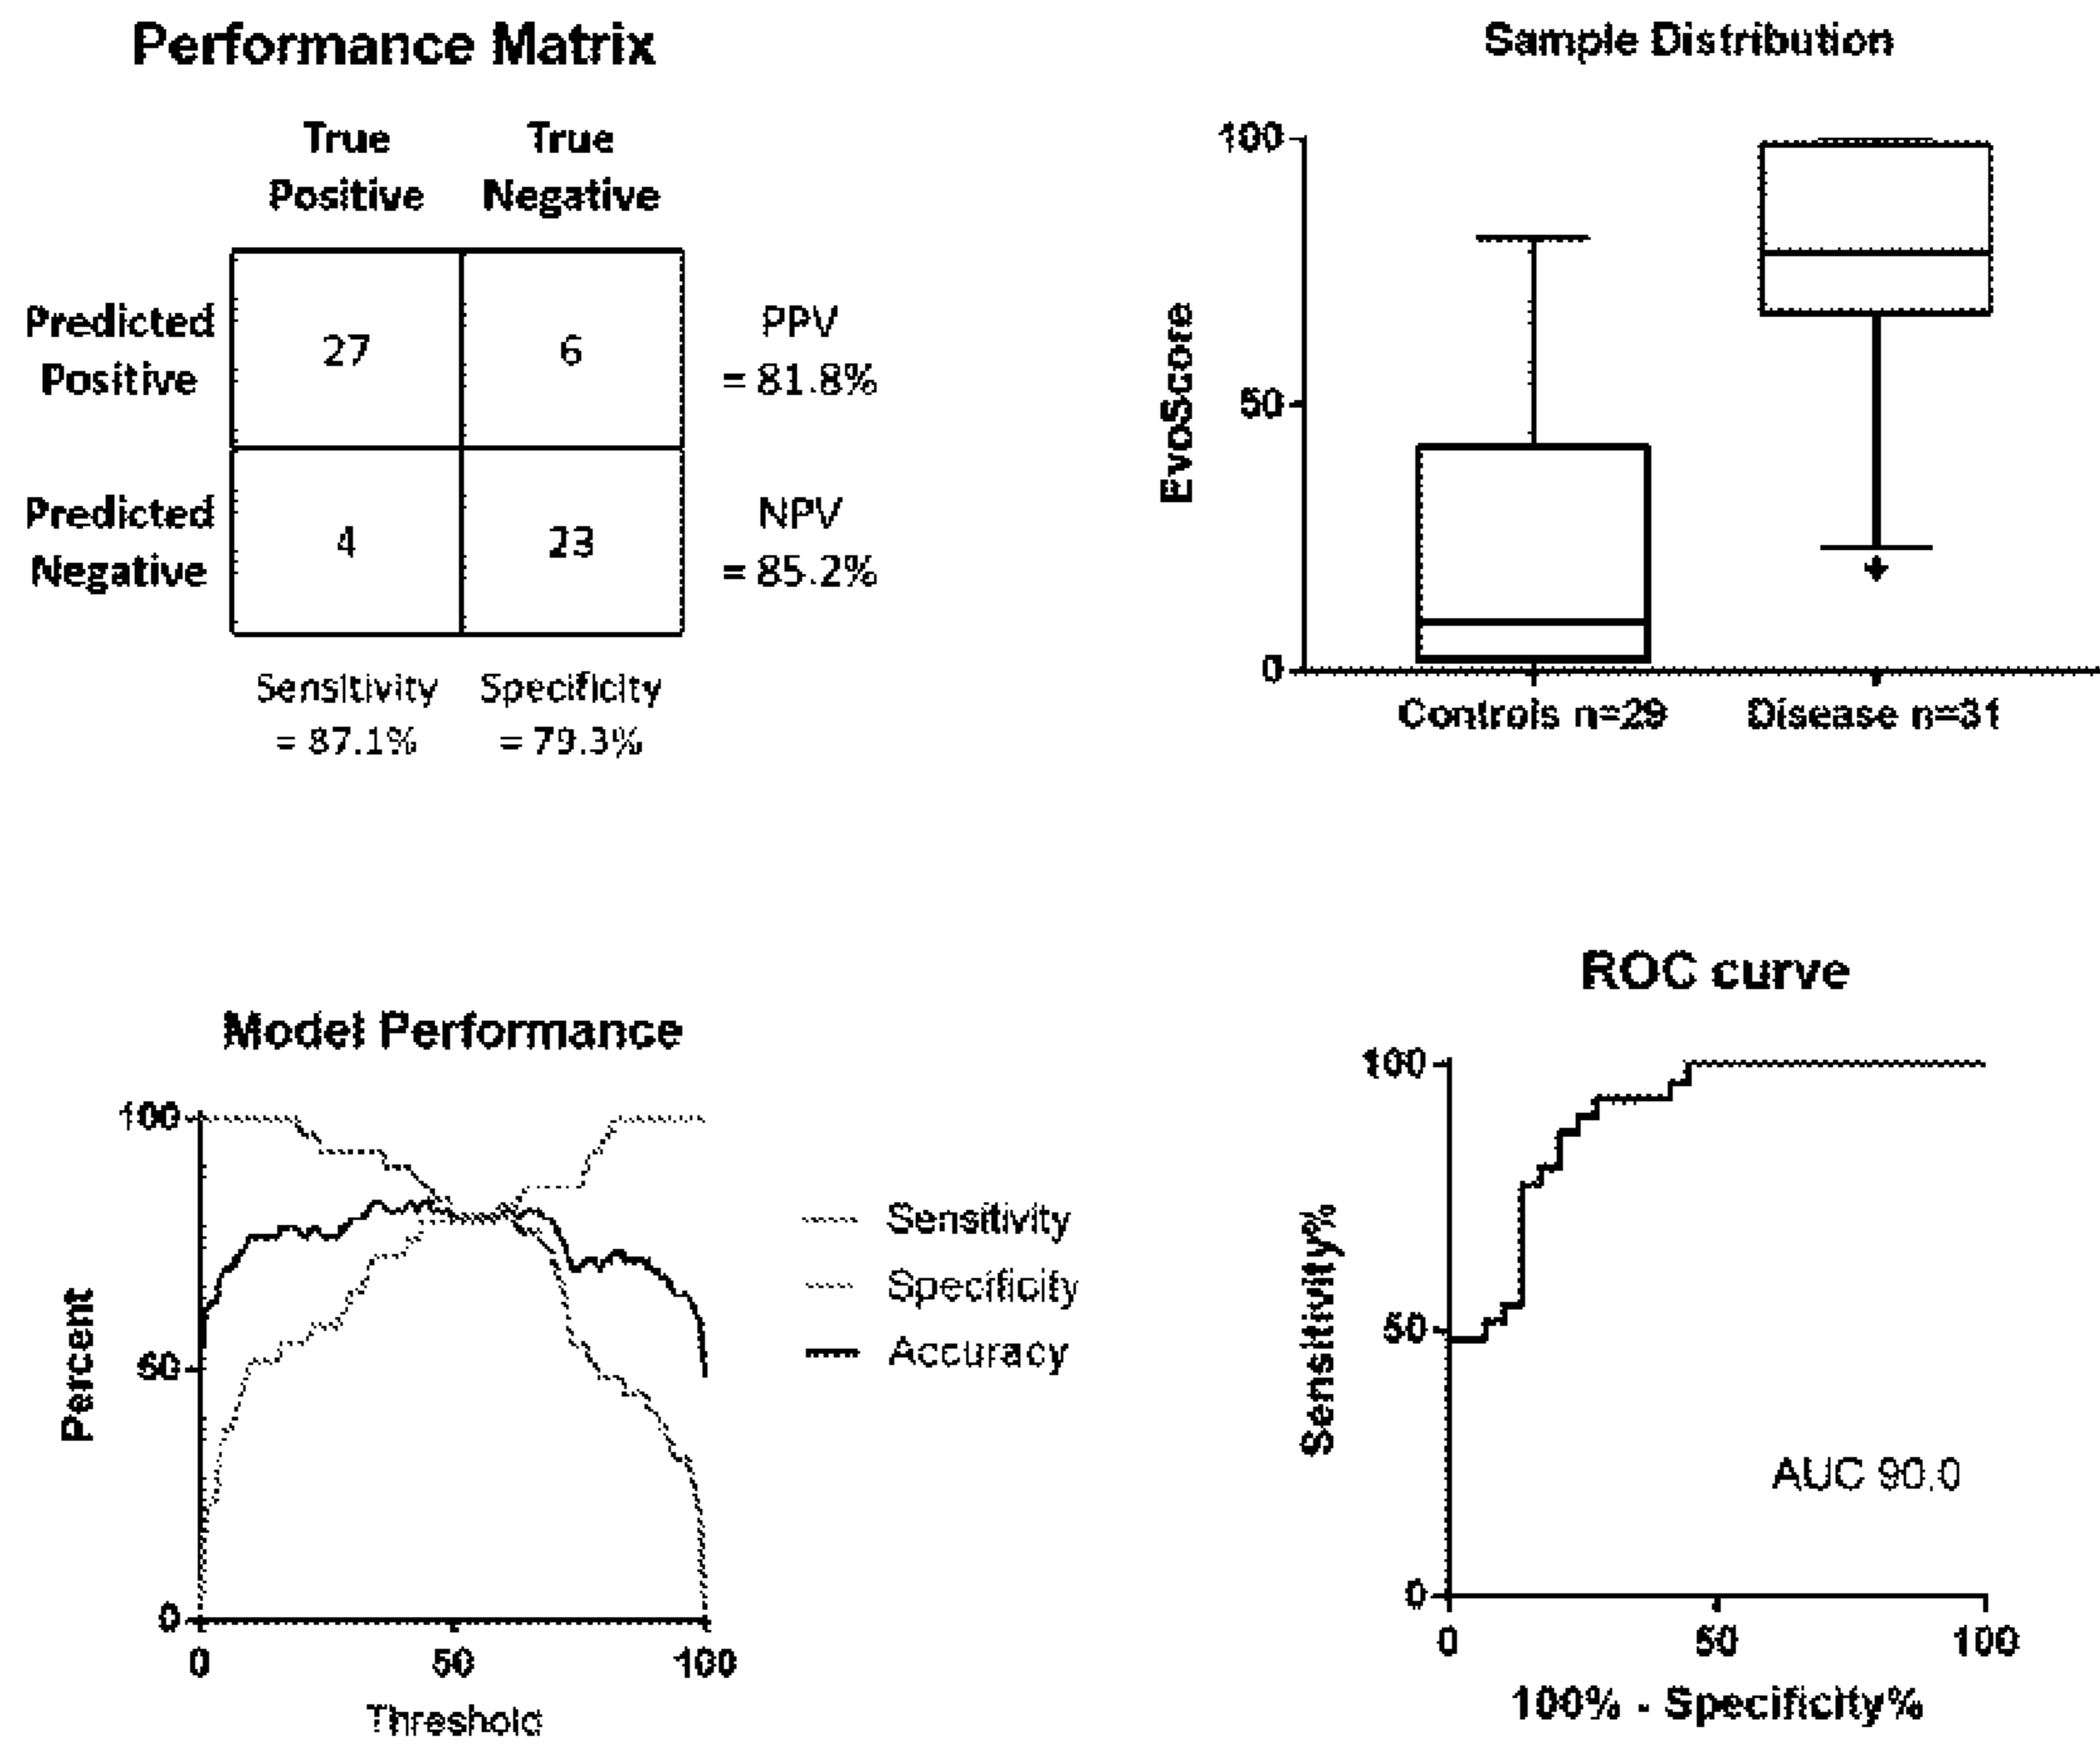 Performance Matrix
True
Positive
True
Negative
Predicted
Positive
27
6
PPV
= 81.8%
Predicted
Negative
4
23
NPV
= 85.2%
Sensitivity
= 87.1%
Specificity
= 79.3%
Sample Distribution
EvoScore
100
50
0
Controls n=29
Disease n=31
Model Performance
Percent
100
50
0
0
50
100
Threshold
Sensitivity
Specificity
Accuracy
ROC curve
Sensitivity%
100
50
0
AUC 90.0
0
50
100
100% - Specificity%